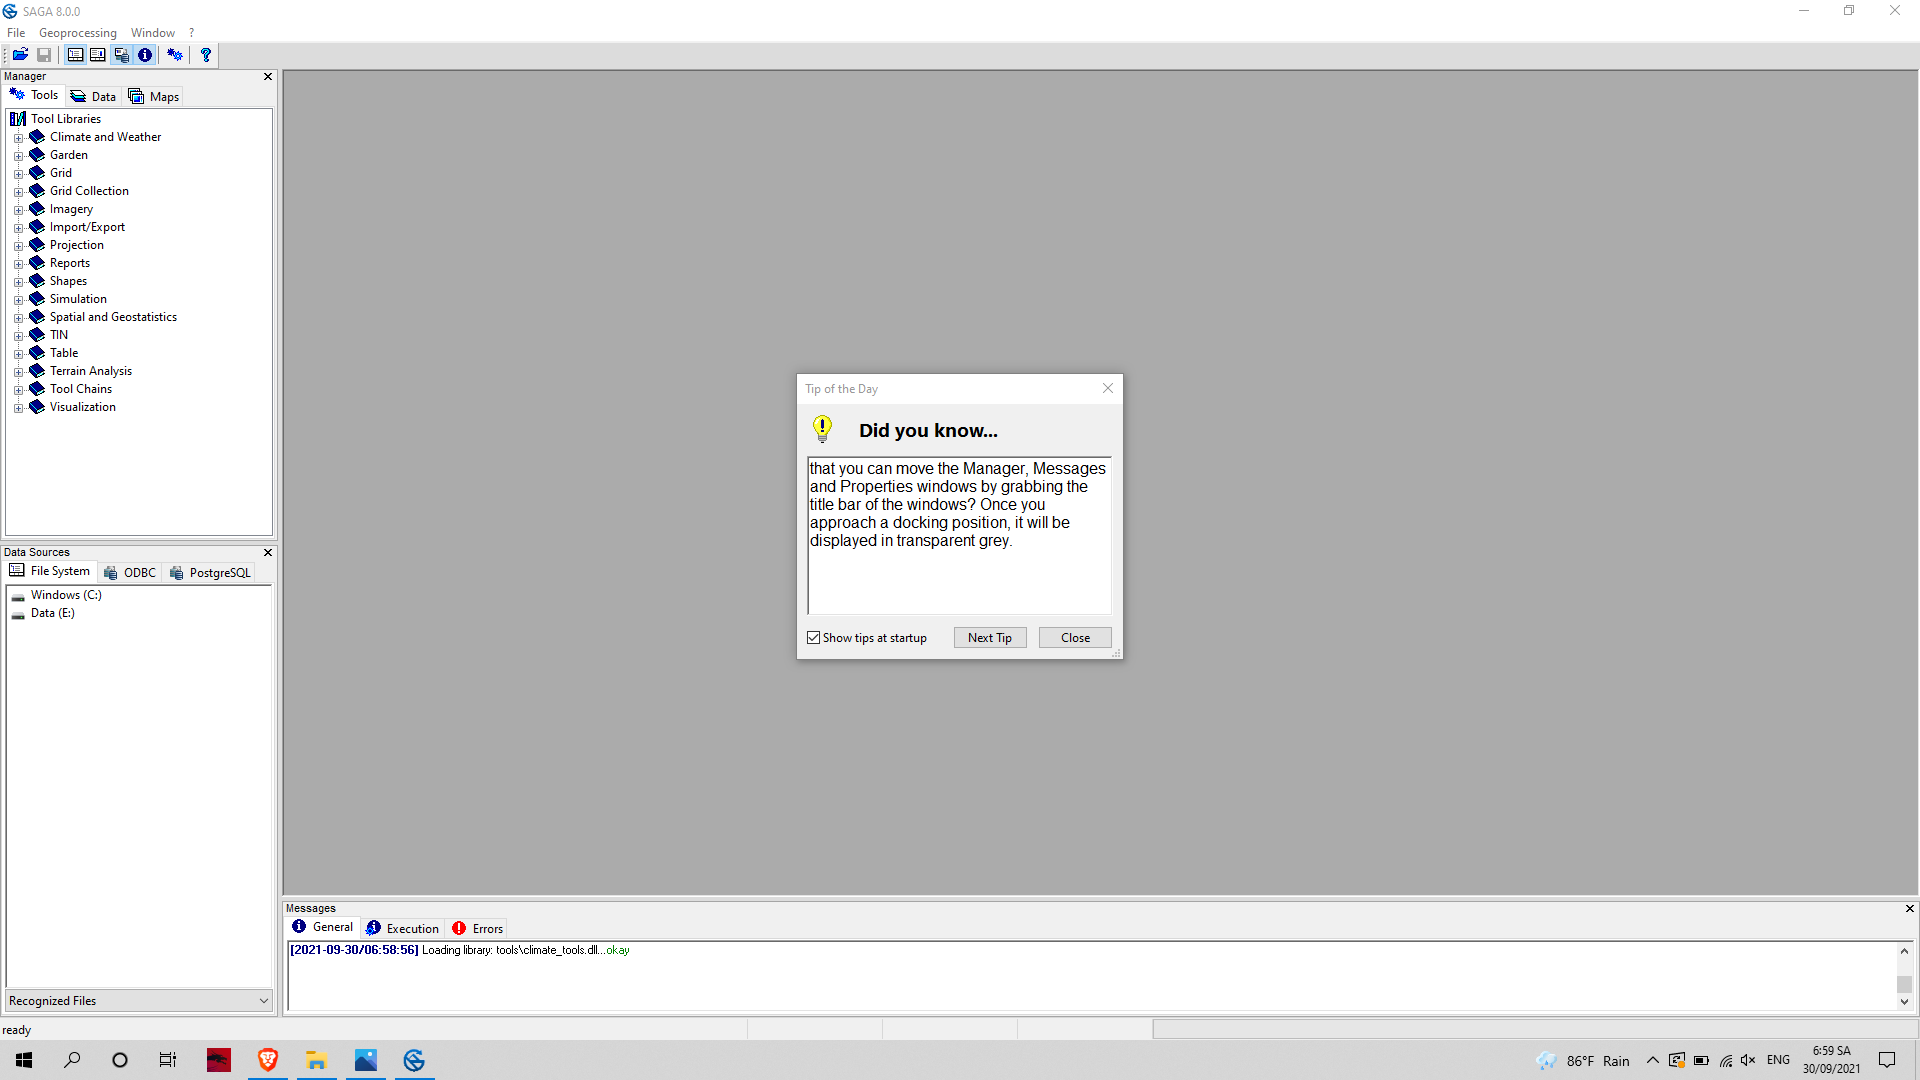 SAGA 8.0.0
File Geoprocessing Window ?
Manager
Tools Data Maps
Tool Libraries
Climate and Weather
Garden
Grid
Grid Collection
Imagery
Import/Export
Projection
Reports
Shapes
Simulation
Spatial and Geostatistics
TIN
Table
Terrain Analysis
Tool Chains
Visualization
Data Sources
File System ODBC PostgreSQL
Windows (C:)
Data (E:)
Recognized Files
Tip of the Day
Did you know...
that you can move the Manager, Messages
and Properties windows by grabbing the
title bar of the windows? Once you
approach a docking position, it will be
displayed in transparent grey.
Show tips at startup Next Tip Close
Messages
General Execution Errors
[2021-09-30/06:58:56] Loading library: tools\climate_tools.dll...okay
ready
86°F Rain ENG 6:59 SA
30/09/2021